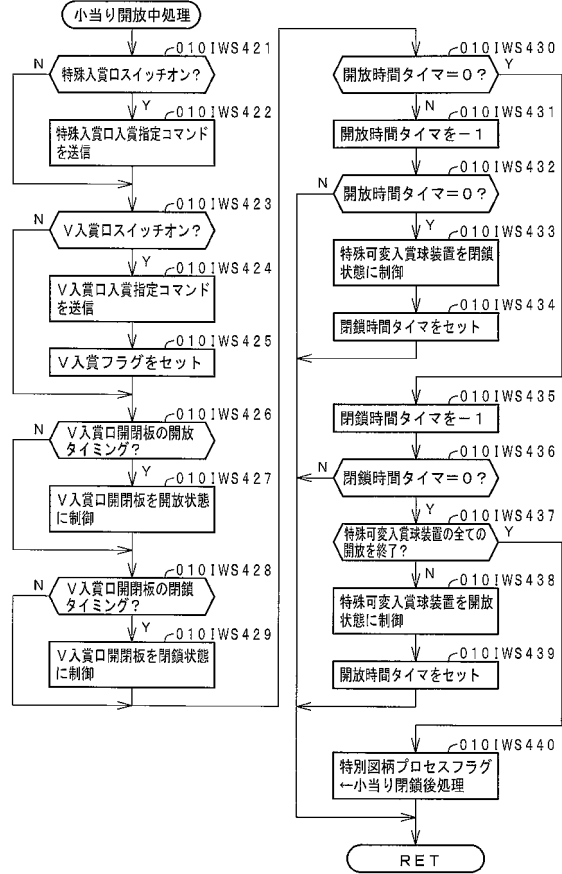 小当り開放中処理
010IWS421
N
特殊入賞口スイッチオン？
Y
010IWS422
特殊入賞口入賞指定コマンド
を送信
010IWS423
N
V入賞口スイッチオン？
Y
010IWS424
V入賞口入賞指定コマンド
を送信
010IWS425
V入賞フラグをセット
010IWS426
N
V入賞口開閉板の開放
タイミング？
Y
010IWS427
V入賞口開閉板を開放状態
に制御
010IWS428
N
V入賞口開閉板の閉鎖
タイミング？
Y
010IWS429
V入賞口開閉板を閉鎖状態
に制御
010IWS430
開放時間タイマ＝0？
Y
N
010IWS431
開放時間タイマを－1
010IWS432
N
開放時間タイマ＝0？
Y
010IWS433
特殊可変入賞球装置を閉鎖
状態に制御
010IWS434
閉鎖時間タイマをセット
010IWS435
閉鎖時間タイマを－1
010IWS436
N
閉鎖時間タイマ＝0？
Y
010IWS437
特殊可変入賞球装置の全ての
開放を終了？
Y
N
010IWS438
特殊可変入賞球装置を開放
状態に制御
010IWS439
開放時間タイマをセット
010IWS440
特別図柄プロセスフラグ
←小当り閉鎖後処理
RET